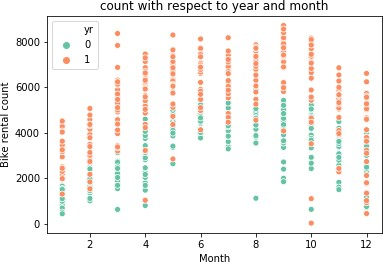 count with respect to year and month
yr
0
1
8000
6000
4000
2000
0
Bike rental count
2 4 6 8 10 12
Month